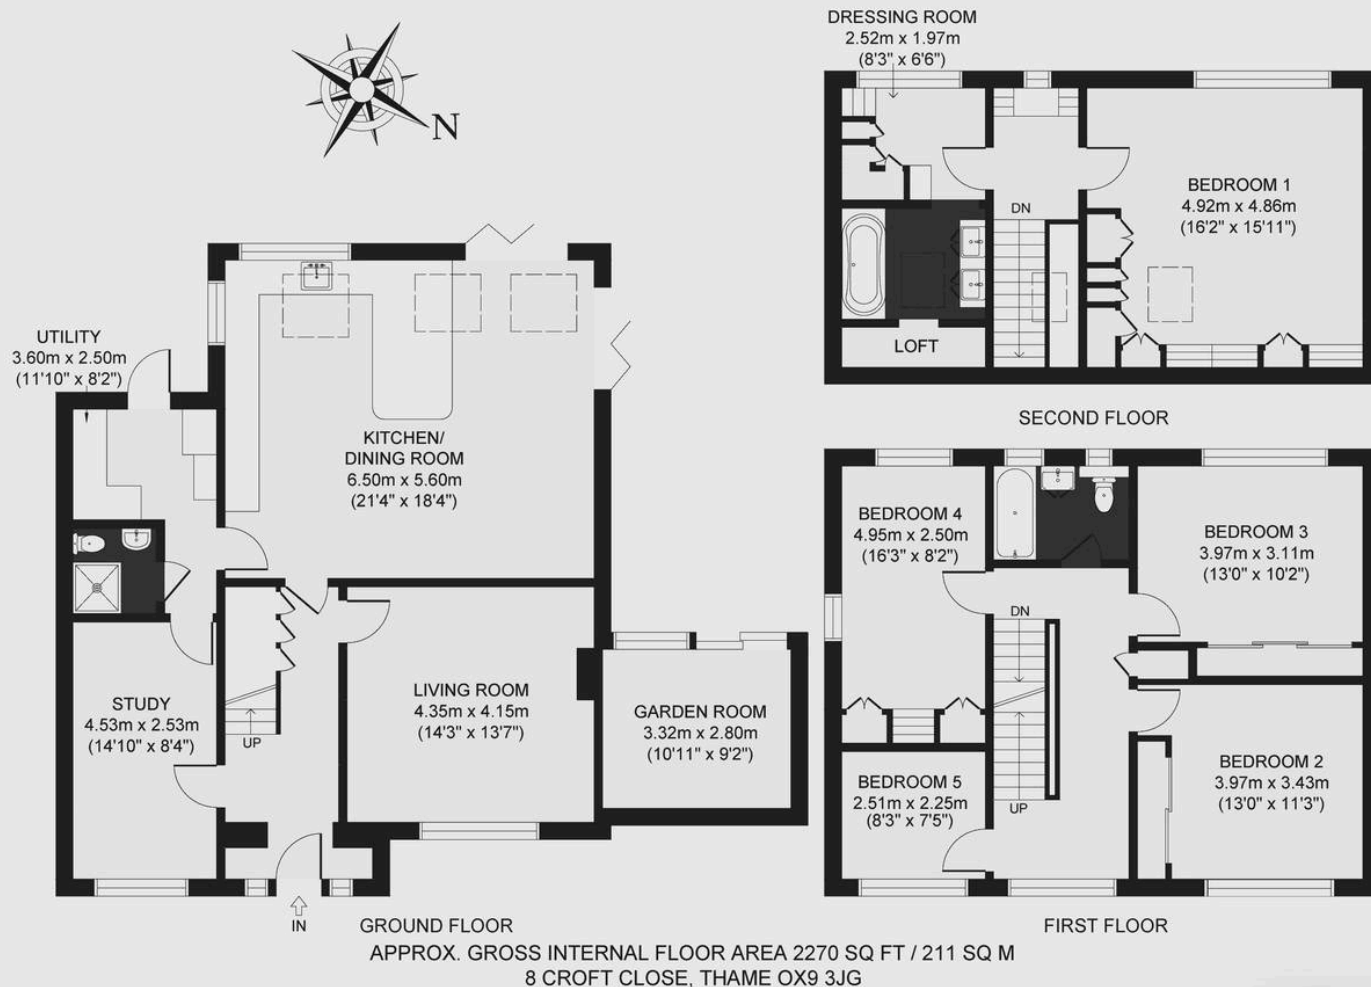 DRESSING ROOM
2.52m x 1.97m
(8'3" x 6'6")
N
BEDROOM 1
4.92m x 4.86m
(16'2" x 15'11")
DN
LOFT
SECOND FLOOR
UTILITY
3.60m x 2.50m
(11'10" x 8'2")
KITCHEN/
DINING ROOM
6.50m x 5.60m
(21'4" x 18'4")
STUDY
4.53m x 2.53m
(14'10" x 8'4")
UP
LIVING ROOM
4.35m x 4.15m
(14'3" x 13'7")
GARDEN ROOM
3.32m x 2.80m
(10'11" x 9'2")
IN
GROUND FLOOR
BEDROOM 4
4.95m x 2.50m
(16'3" x 8'2")
BEDROOM 3
3.97m x 3.11m
(13'0" x 10'2")
DN
BEDROOM 5
2.51m x 2.25m
(8'3" x 7'5")
UP
BEDROOM 2
3.97m x 3.43m
(13'0" x 11'3")
FIRST FLOOR
APPROX. GROSS INTERNAL FLOOR AREA 2270 SQ FT / 211 SQ M
8 CROFT CLOSE, THAME OX9 3JG